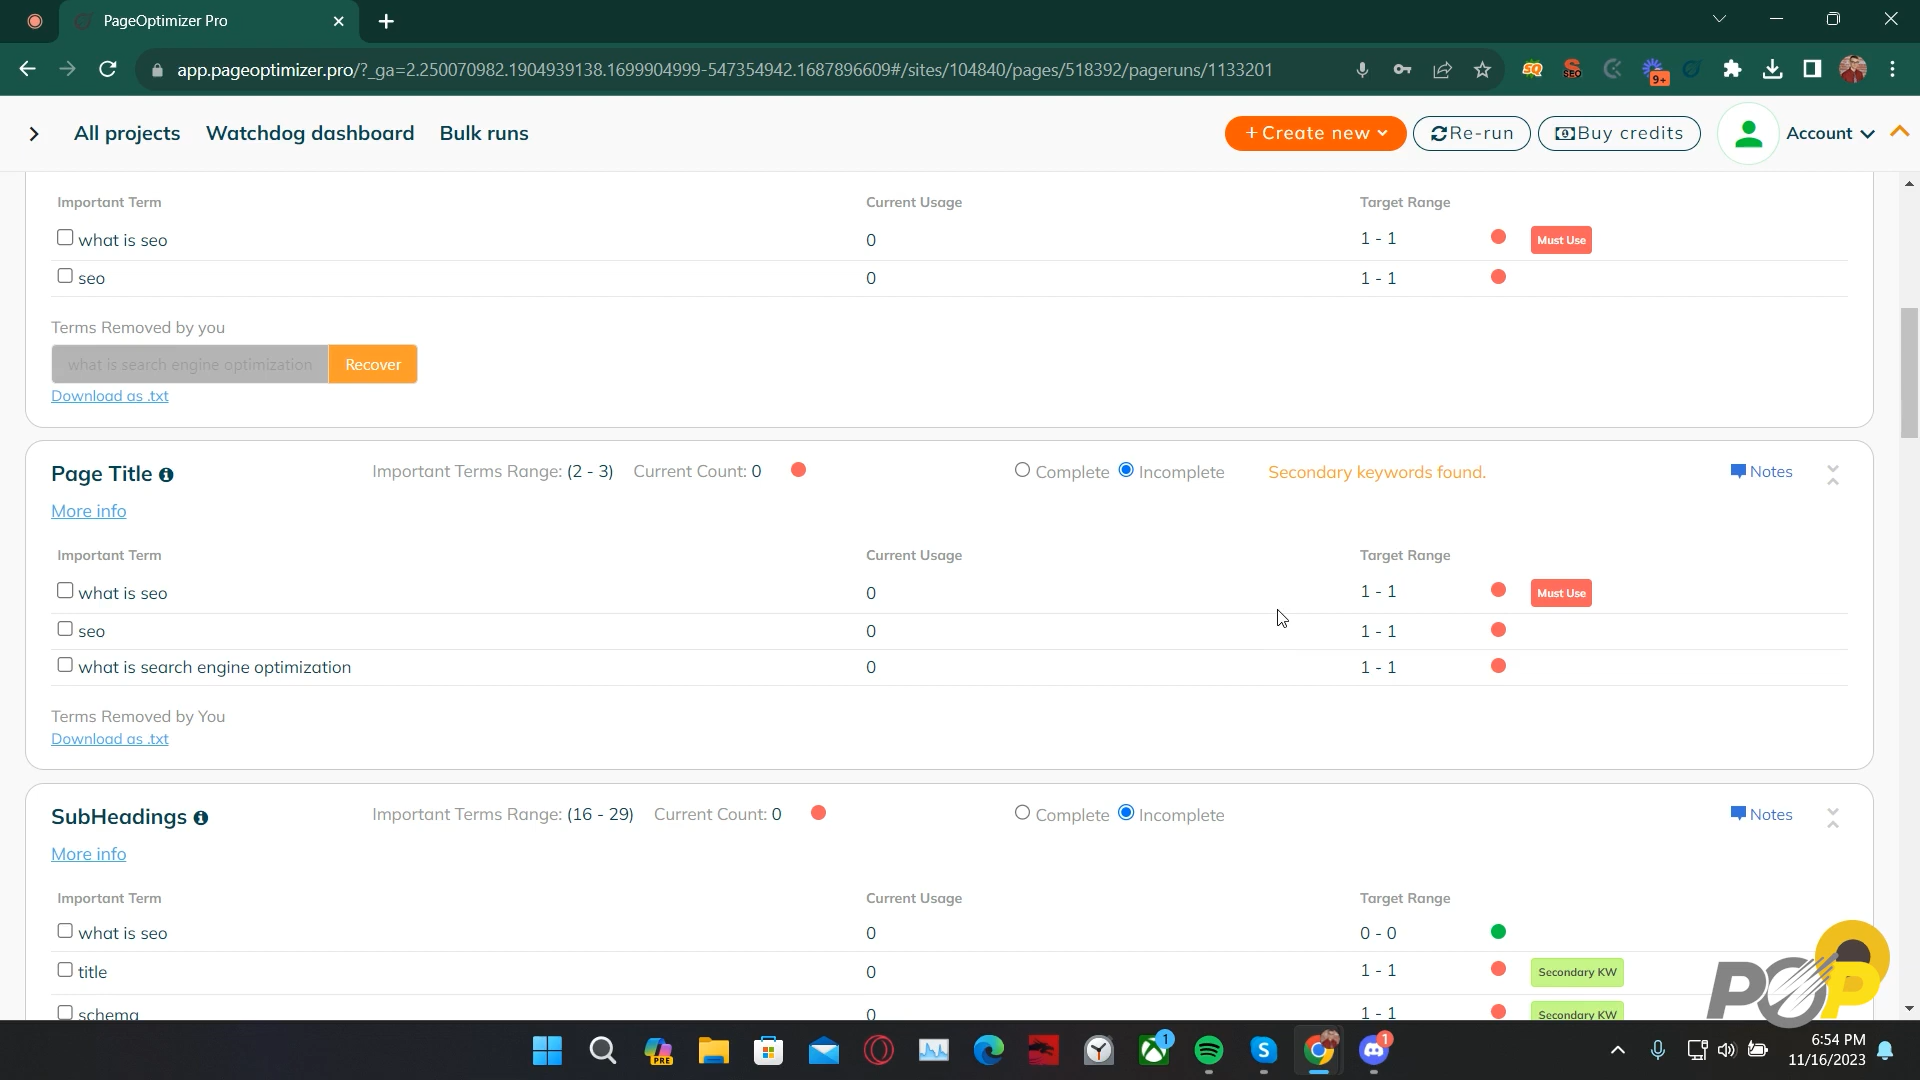 PageOptimizer Pro
app.pageoptimizer.pro/?_ga=2.250070982.1904939138.1699904999-547354942.1687896609#/sites/104840/pages/518392/pageruns/1133201
SQ
SEO
9+
All projects Watchdog dashboard Bulk runs
+ Create new Re-run Buy credits Account
Important Term Current Usage Target Range
what is seo 0 1 - 1 Must Use
seo 0 1 - 1
Terms Removed by you
what is search engine optimization Recover
Download as .txt
Page Title Important Terms Range: (2 - 3) Current Count: 0 Complete Incomplete Secondary keywords found. Notes
More info
Important Term Current Usage Target Range
what is seo 0 1 - 1 Must Use
seo 0 1 - 1
what is search engine optimization 0 1 - 1
Terms Removed by You
Download as .txt
SubHeadings Important Terms Range: (16 - 29) Current Count: 0 Complete Incomplete Notes
More info
Important Term Current Usage Target Range
what is seo 0 0 - 0
title 0 1 - 1 Secondary KW
schema 0 1 - 1 Secondary KW
POP
PRE
1
S
1
6:54 PM
11/16/2023